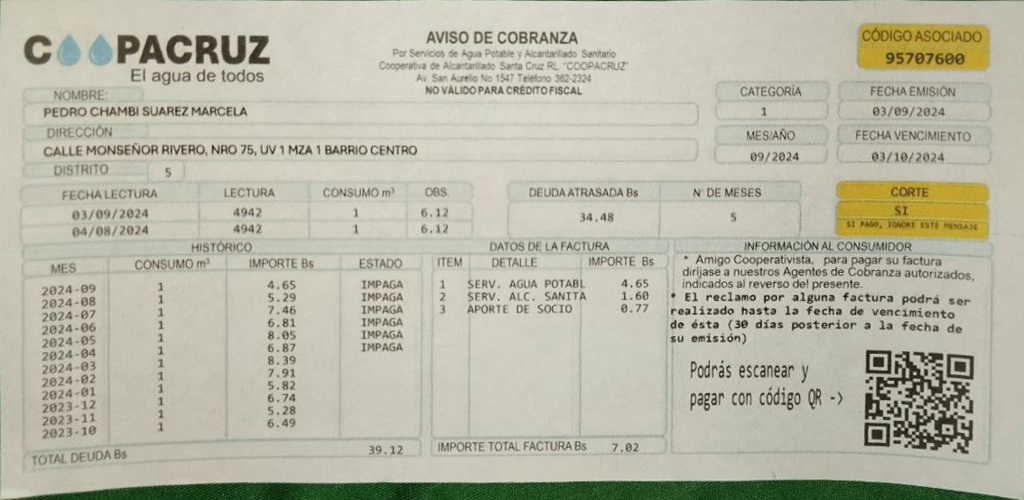 COOPACRUZ
El agua de todos
AVISO DE COBRANZA
Por Servicios de Agua Potable y Alcantarillado Sanitario
Cooperativa de Alcantarillado Santa Cruz RL. "COOPACRUZ"
Av. San Aurelio No 1547 Telefono 362-2324
NO VÁLIDO PARA CRÉDITO FISCAL
CÓDIGO ASOCIADO
95707600
NOMBRE:
PEDRO CHAMBI SUAREZ MARCELA
DIRECCIÓN
CALLE MONSEÑOR RIVERO, NRO 75, UV 1 MZA 1 BARRIO CENTRO
DISTRITO 5
CATEGORÍA FECHA EMISIÓN
1 03/09/2024
MES/AÑO FECHA VENCIMIENTO
09/2024 03/10/2024
FECHA LECTURA LECTURA CONSUMO m³ OBS.
03/09/2024 4942 1 6.12
04/08/2024 4942 1 6.12
DEUDA ATRASADA Bs N° DE MESES
34.48 5
CORTE
SI
SI PAGO, IGNORE ESTE MENSAJE
HISTÓRICO
MES CONSUMO m³ IMPORTE Bs ESTADO
2024-09 1 4.65 IMPAGA
2024-08 1 5.29 IMPAGA
2024-07 1 7.46 IMPAGA
2024-06 1 6.81 IMPAGA
2024-05 1 8.05 IMPAGA
2024-04 1 6.87 IMPAGA
2024-03 1 8.39
2024-02 1 7.91
2024-01 1 5.82
2023-12 1 6.74
2023-11 1 5.28
2023-10 1 6.49
TOTAL DEUDA Bs 39.12
DATOS DE LA FACTURA
ITEM DETALLE IMPORTE Bs
1 SERV. AGUA POTABL 4.65
2 SERV. ALC. SANITA 1.60
3 APORTE DE SOCIO 0.77
IMPORTE TOTAL FACTURA Bs 7.02
INFORMACIÓN AL CONSUMIDOR
* Amigo Cooperativista, para pagar su factura
diríjase a nuestros Agentes de Cobranza autorizados,
indicados al reverso del presente.
* El reclamo por alguna factura podrá ser
realizado hasta la fecha de vencimiento
de ésta (30 días posterior a la fecha de
su emisión)
Podrás escanear y
pagar con código QR ->